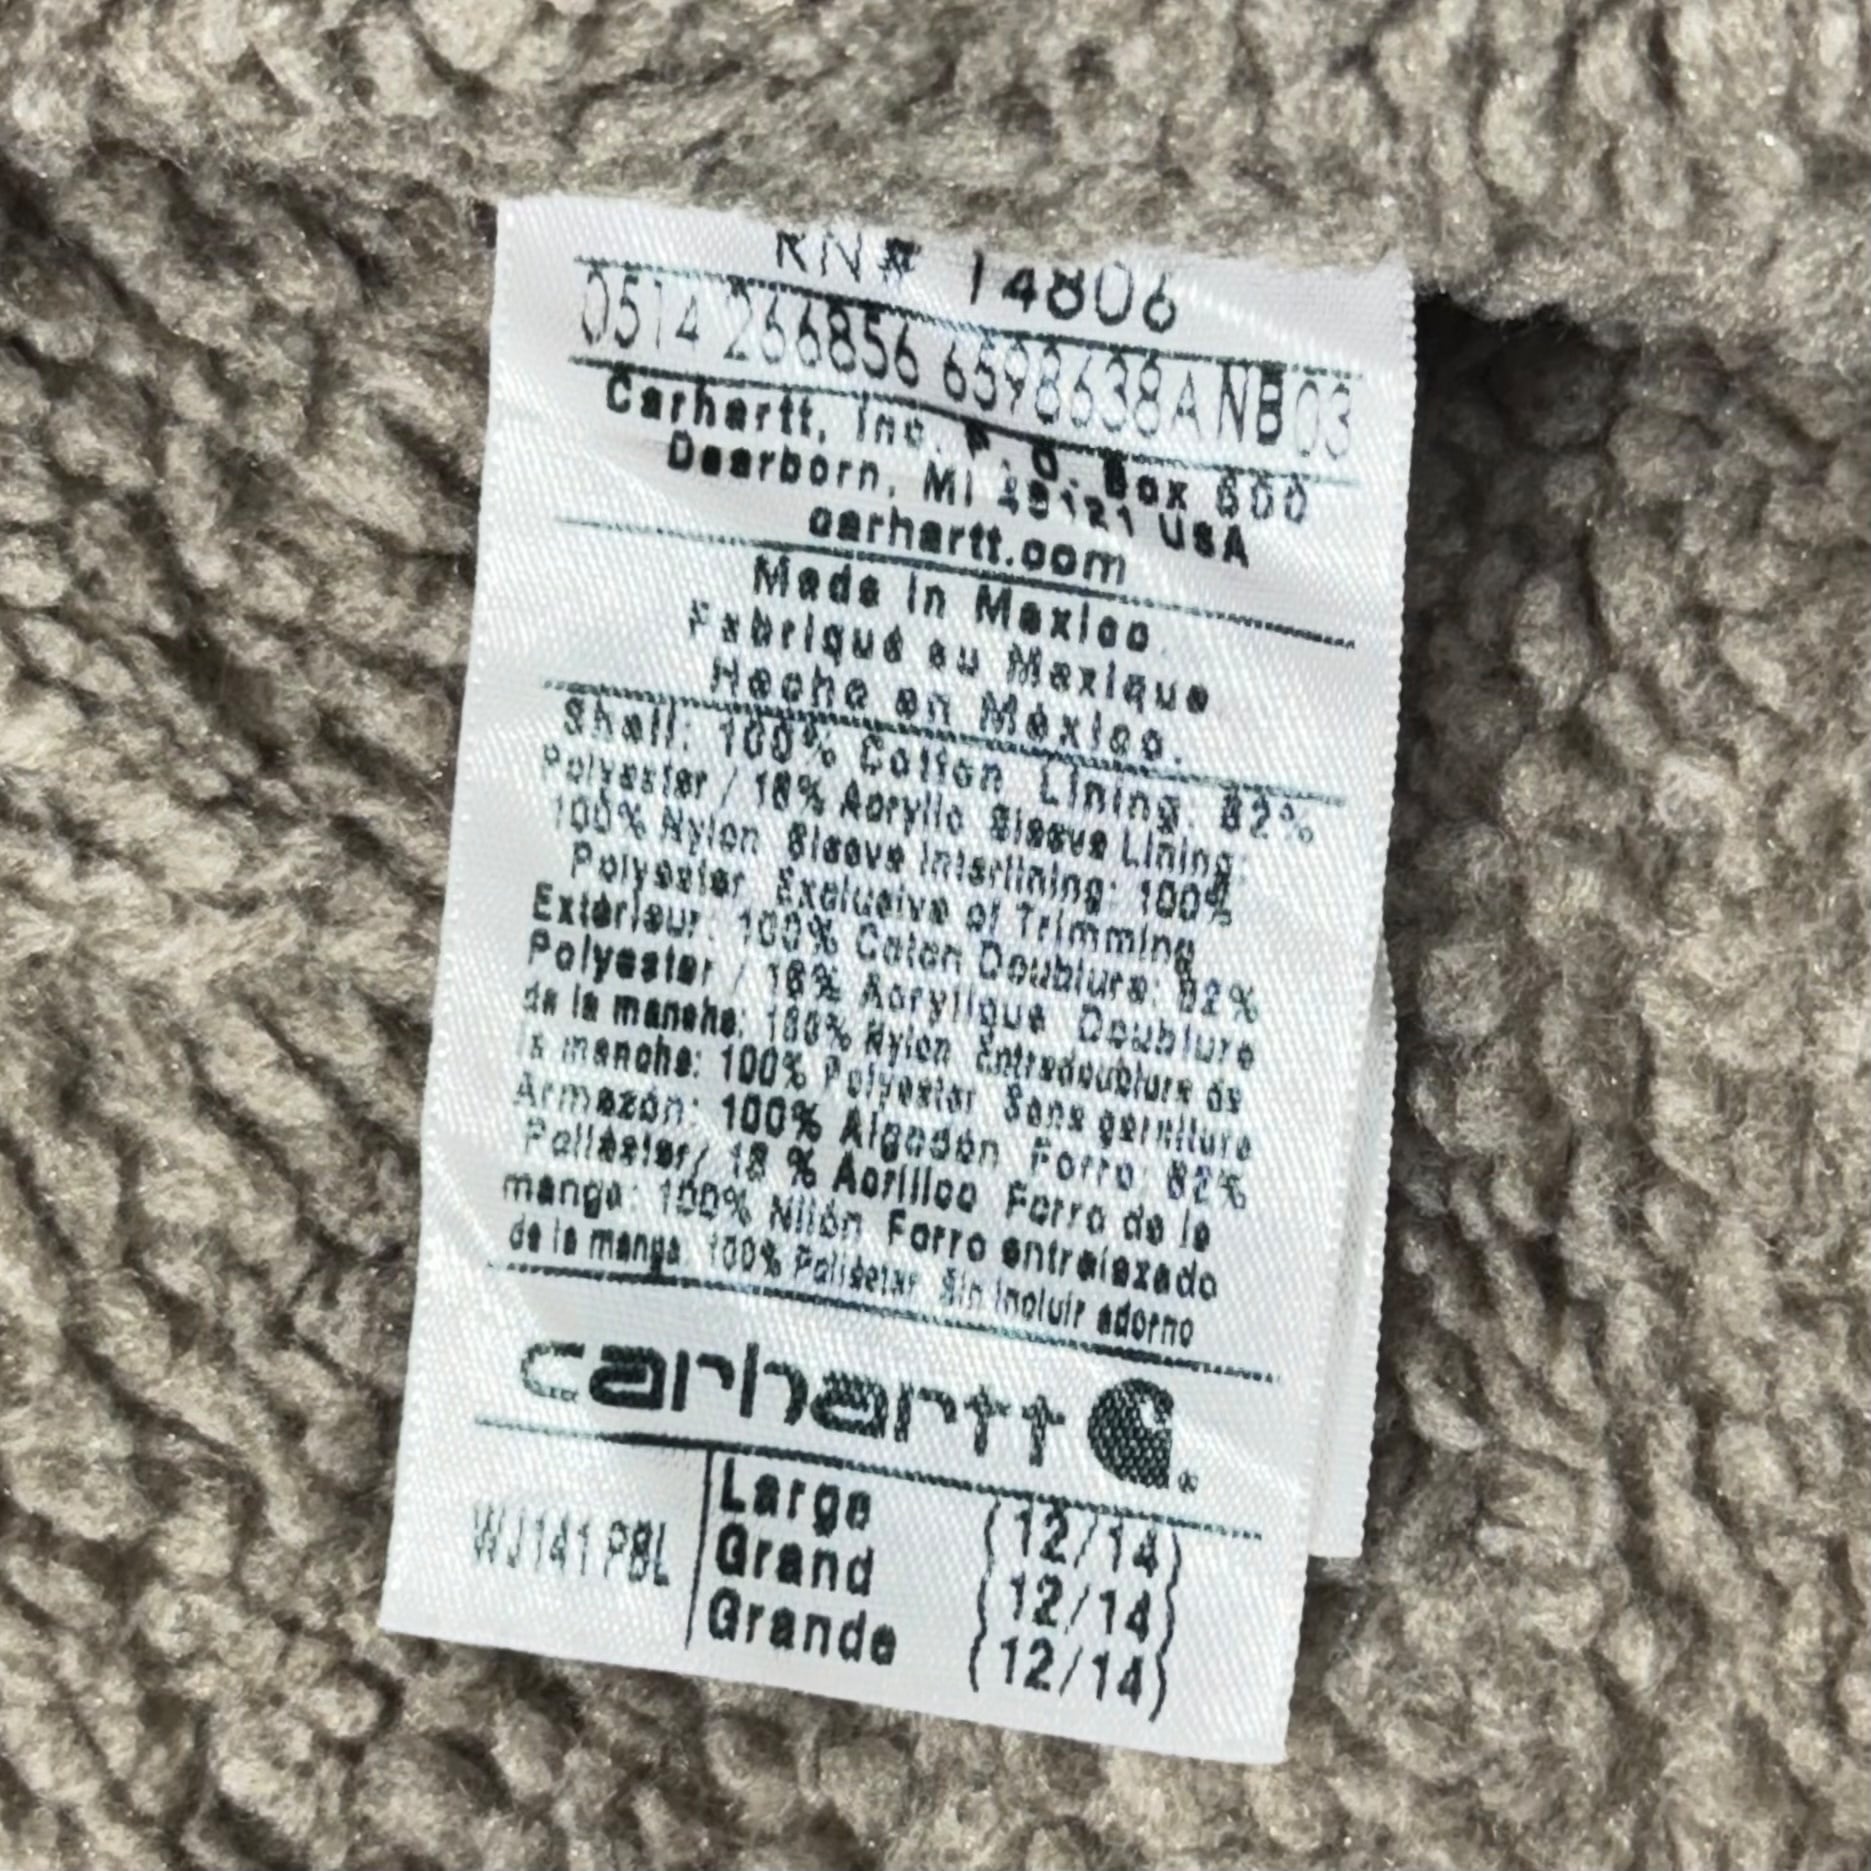 RN# 14806
0514 266856 6598638A NB 03
Carhartt, Inc. P.O. Box 600
Dearborn, MI 48121 USA
carhartt.com
Made in Mexico
Fabriqué au Mexique
Hecho en México.
Shell: 100% Cotton Lining: 82%
Polyester / 18% Acrylic Sleeve Lining:
100% Nylon Sleeve Interlining: 100%
Polyester Exclusive of Trimming
Extérieur: 100% Coton Doublure: 82%
Polyester / 18% Acrylique Doublure
de la manche: 100% Nylon Entredoublure de
la manche: 100% Polyester Sans garniture
Armazón: 100% Algodón Forro: 82%
Poliéster/ 18 % Acrílico Forro de la
manga: 100% Nilón Forro entrelazado
de la manga: 100% Poliéster Sin incluir adorno
carhartt
WJ141 PBL
Large (12/14)
Grand (12/14)
Grande (12/14)